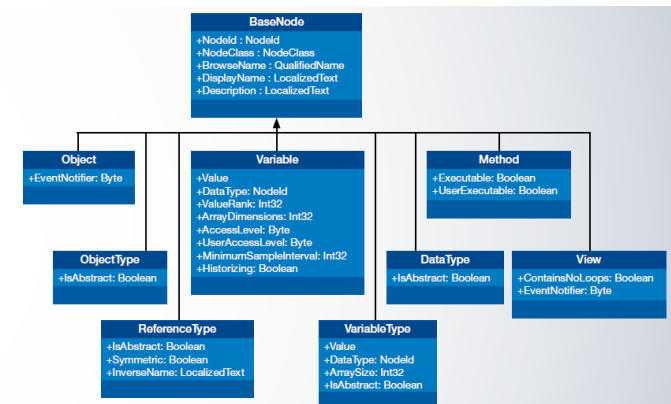 BaseNode
+NodeId : NodeId
+NodeClass : NodeClass
+BrowseName : QualifiedName
+DisplayName : LocalizedText
+Description : LocalizedText
Object
+EventNotifier: Byte
Variable
+Value
+DataType: NodeId
+ValueRank: Int32
+ArrayDimensions: Int32
+AccessLevel: Byte
+UserAccessLevel: Byte
+MinimumSampleInterval: Int32
+Historizing: Boolean
Method
+Executable: Boolean
+UserExecutable: Boolean
ObjectType
+IsAbstract: Boolean
DataType
+IsAbstract: Boolean
View
+ContainsNoLoops: Boolean
+EventNotifier: Byte
ReferenceType
+IsAbstract: Boolean
+Symmetric: Boolean
+InverseName: LocalizedText
VariableType
+Value
+DataType: NodeId
+ArraySize: Int32
+IsAbstract: Boolean